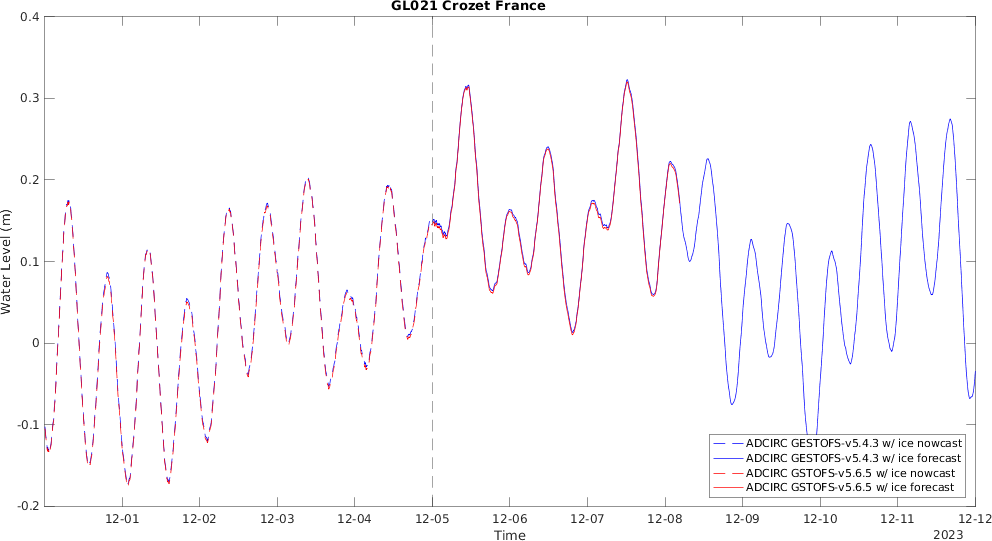 GL021 Crozet France
0.4
0.3
0.2
0.1
0
-0.1
-0.2
Water Level (m)
ADCIRC GESTOFS-v5.4.3 w/ ice nowcast
ADCIRC GESTOFS-v5.4.3 w/ ice forecast
ADCIRC GSTOFS-v5.6.5 w/ ice nowcast
ADCIRC GSTOFS-v5.6.5 w/ ice forecast
12-01 12-02 12-03 12-04 12-05 12-06 12-07 12-08 12-09 12-10 12-11 12-12
Time
2023